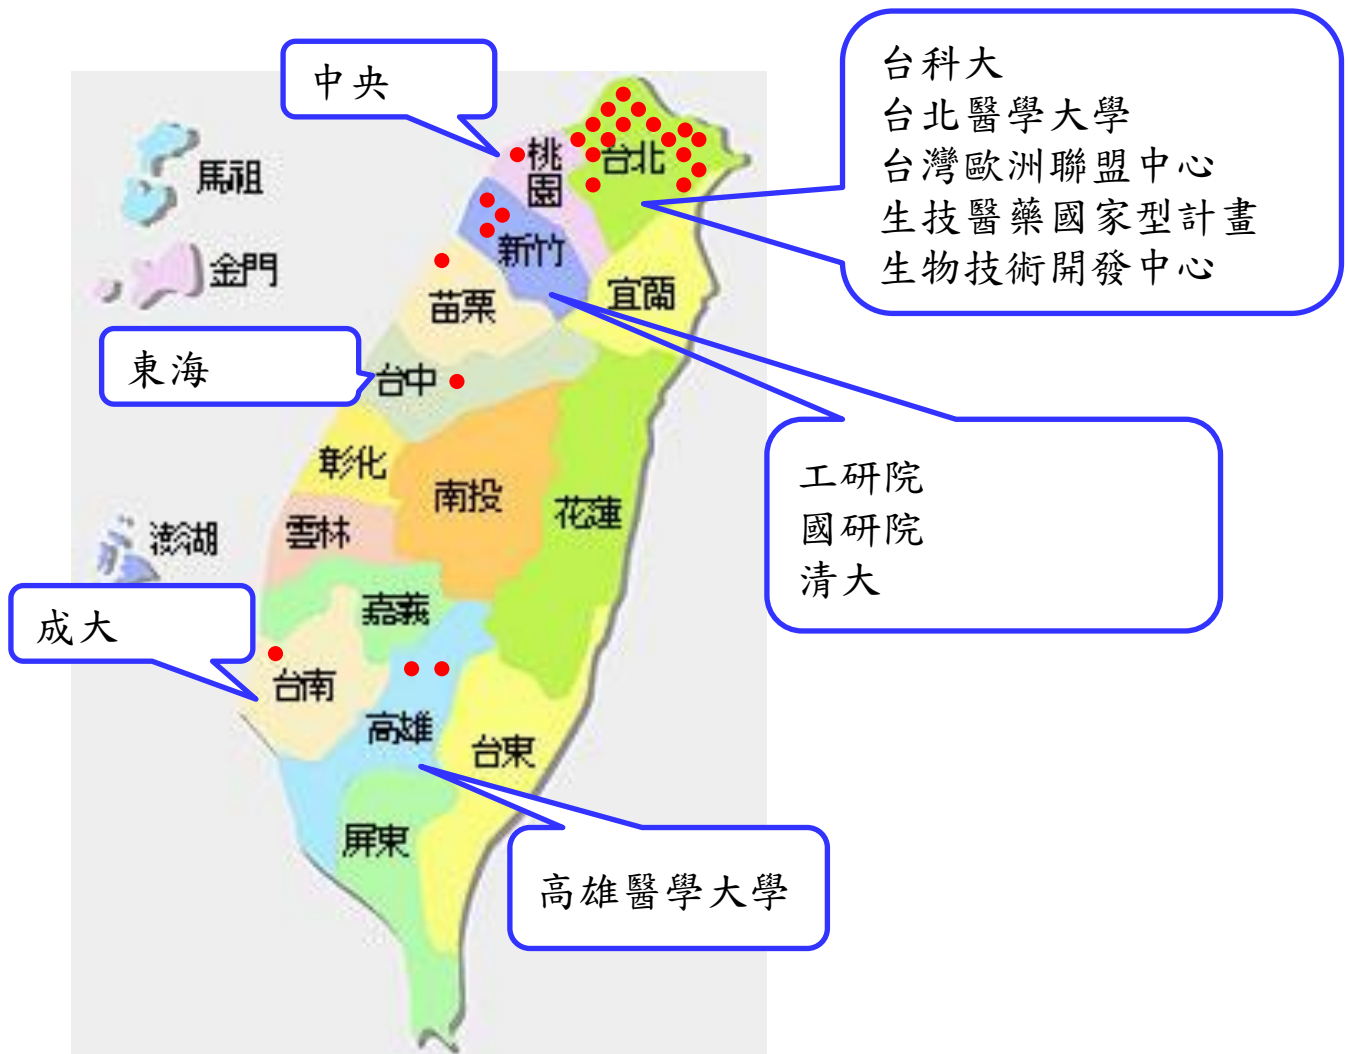 中央
台科大
台北醫學大學
台灣歐洲聯盟中心
生技醫藥國家型計畫
生物技術開發中心
馬祖
桃園
台北
金門
新竹
宜蘭
苗栗
東海
台中
彰化
南投
花蓮
雲林
澎湖
工研院
國研院
清大
嘉義
成大
台南
高雄
台東
屏東
高雄醫學大學